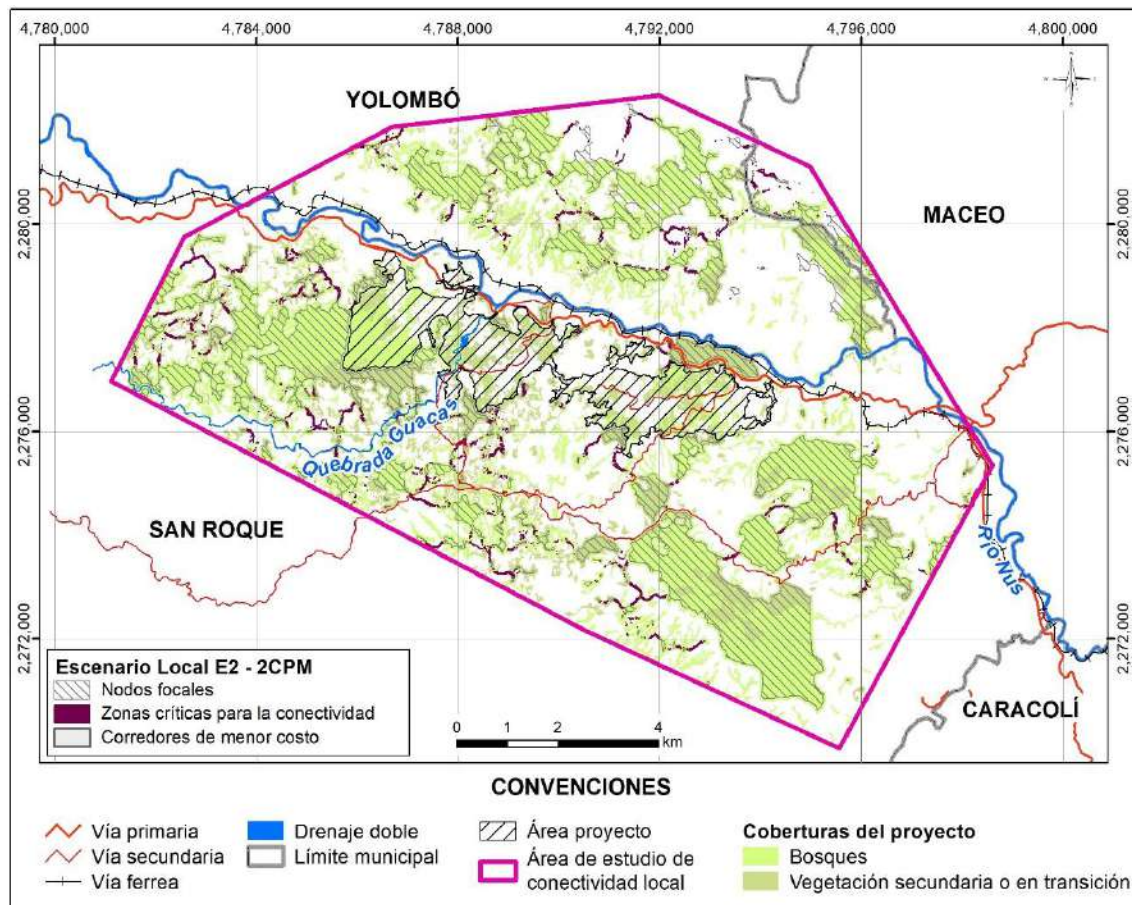 4,780,000 4,784,000 4,788,000 4,792,000 4,796,000 4,800,000
YOLOMBÓ
MACEO
2,280,000 2,280,000
2,276,000 2,276,000
Quebrada Guacas
SAN ROQUE
Río Nus
2,272,000 2,272,000
CARACOLÍ
Escenario Local E2 - 2CPM
Nodos focales
Zonas críticas para la conectividad
Corredores de menor costo
0 1 2 4
km
CONVENCIONES
Vía primaria
Vía secundaria
Vía ferrea
Drenaje doble
Límite municipal
Área proyecto
Área de estudio de
conectividad local
Coberturas del proyecto
Bosques
Vegetación secundaria o en transición